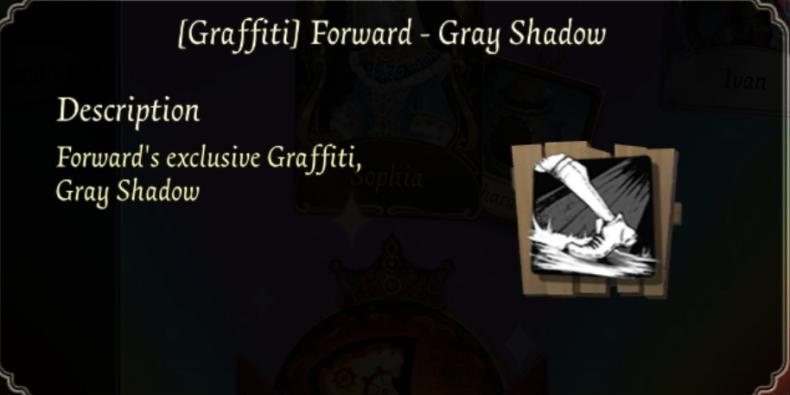 [Graffiti] Forward - Gray Shadow
Ivan
Description
Forward's exclusive Graffiti,
Gray Shadow
Sophia